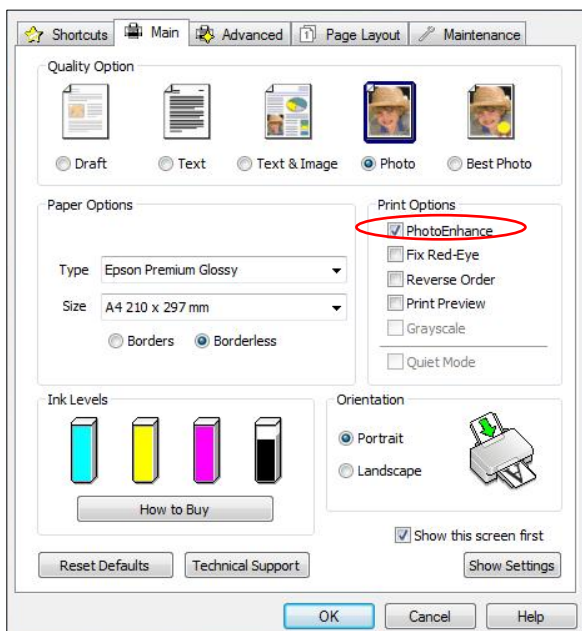 Shortcuts Main Advanced 1 Page Layout Maintenance
Quality Option
Draft Text Text & Image Photo Best Photo
Paper Options
Type Epson Premium Glossy
Size A4 210 x 297 mm
Borders Borderless
Print Options
PhotoEnhance
Fix Red-Eye
Reverse Order
Print Preview
Grayscale
Quiet Mode
Ink Levels
How to Buy
Orientation
Portrait
Landscape
A
Show this screen first
Reset Defaults Technical Support Show Settings
OK Cancel Help